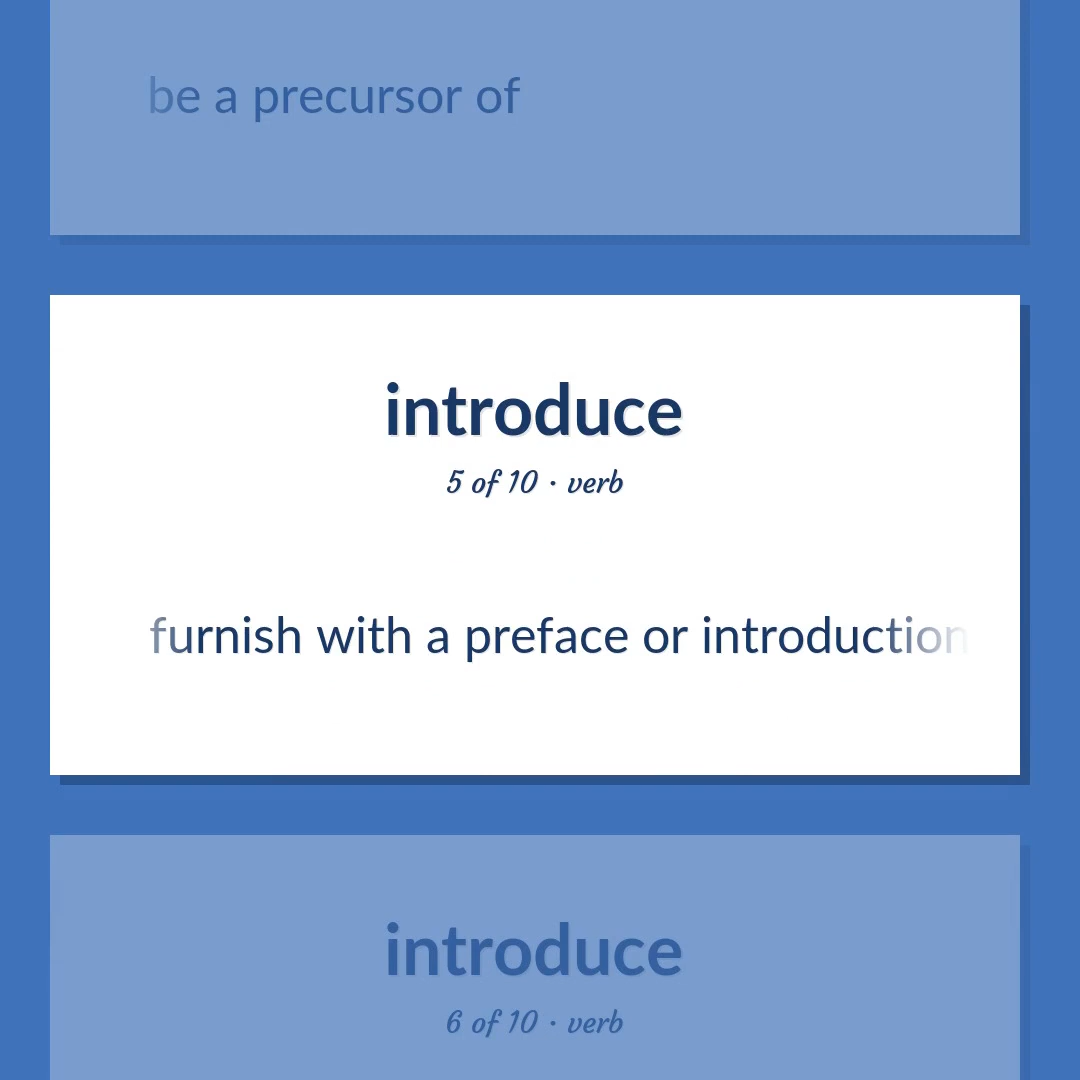 be a precursor of
introduce
5 of 10 · verb
furnish with a preface or introduction
introduce
6 of 10 · verb